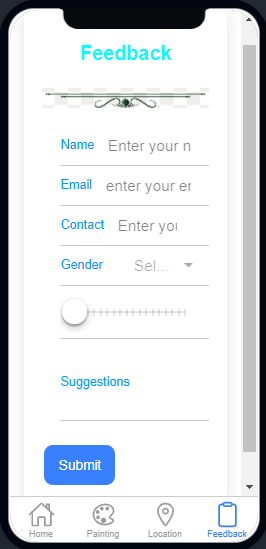 Feedback
Name Enter your n
Email enter your er
Contact Enter you
Gender Sel...
Suggestions
Submit
Home Painting Location Feedback